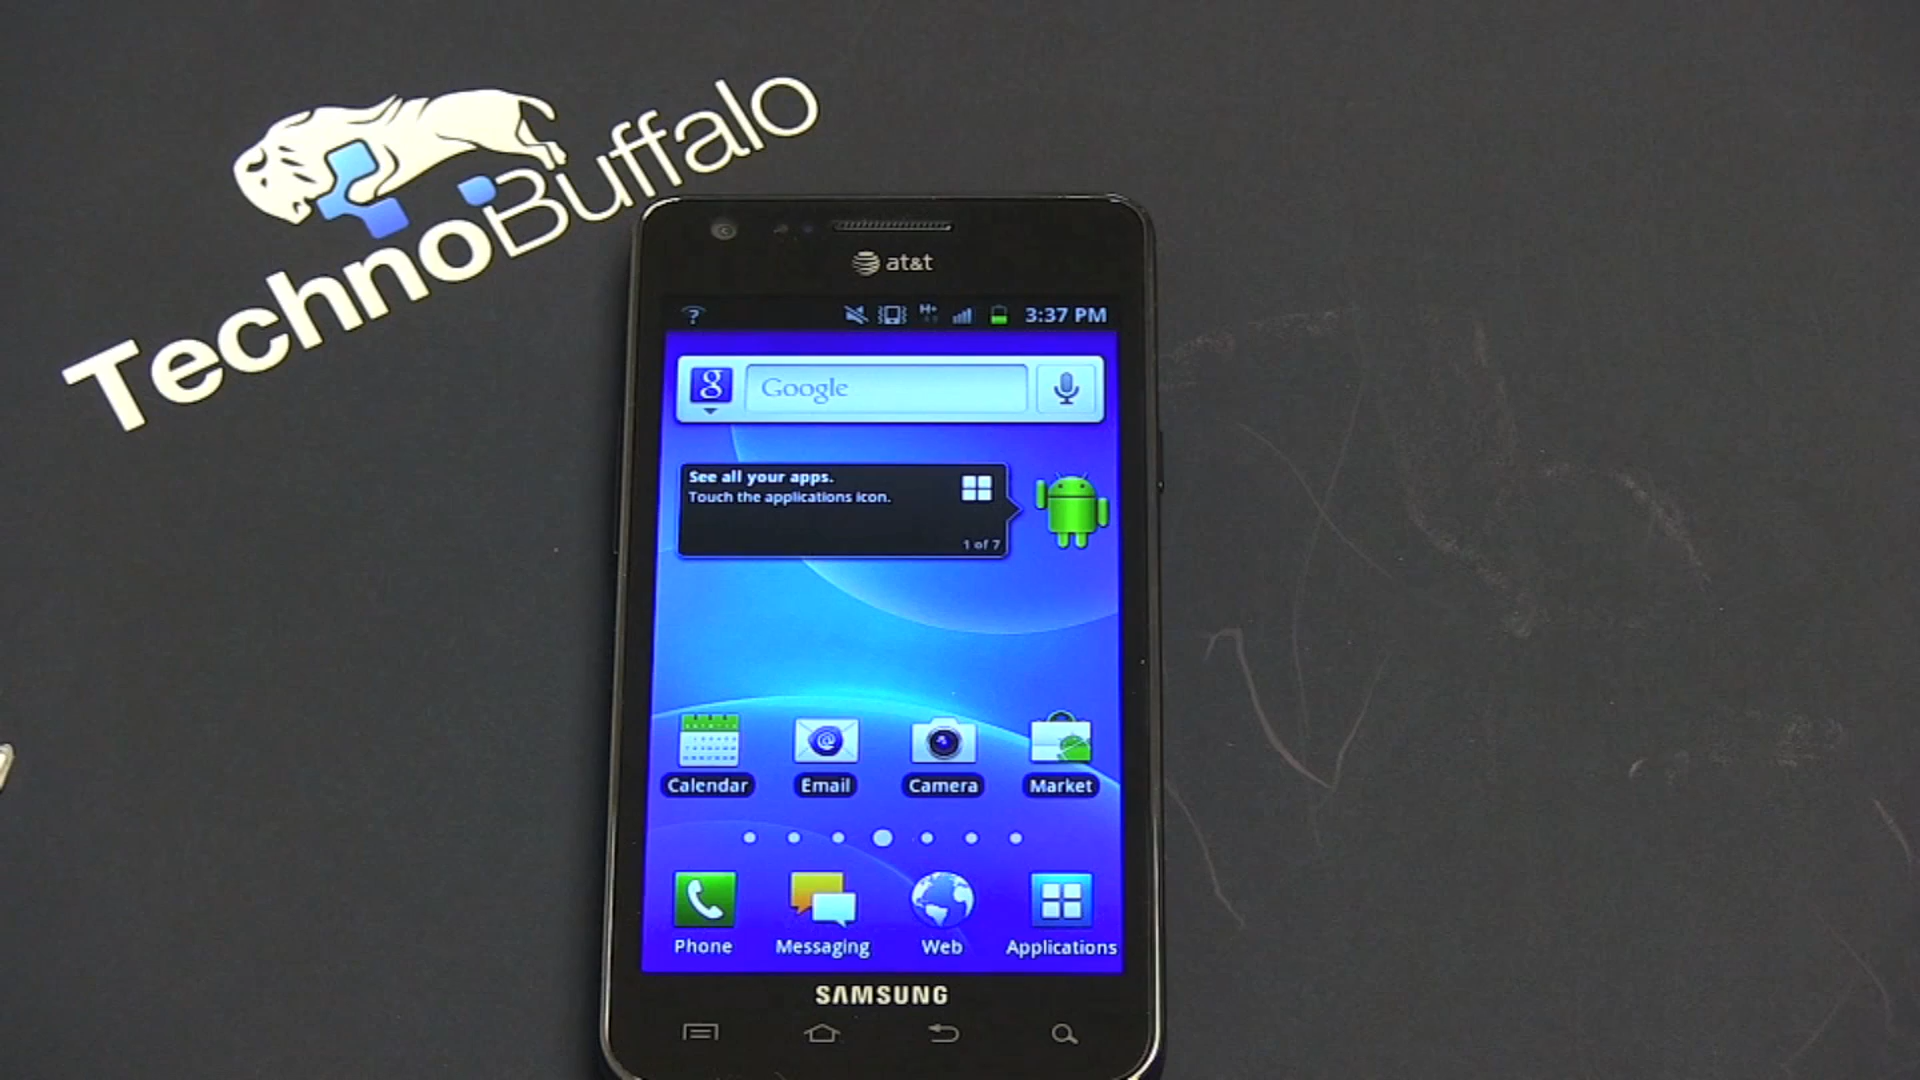 TechnoBuffalo
at&t
? H+ 3:37 PM
g Google
See all your apps.
Touch the applications icon.
1 of 7
@
Calendar Email Camera Market
Phone Messaging Web Applications
SAMSUNG